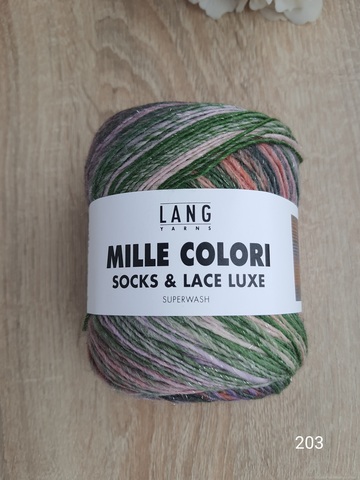 LANG
YARNS
MILLE COLORI
SOCKS & LACE LUXE
SUPERWASH
203